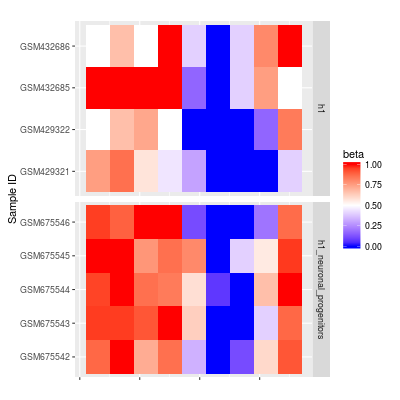 Sample ID
GSM432686
GSM432685
GSM429322
GSM429321
h1
GSM675546
GSM675545
GSM675544
GSM675543
GSM675542
h1_neuronal_progenitors
beta
1.00
0.75
0.50
0.25
0.00